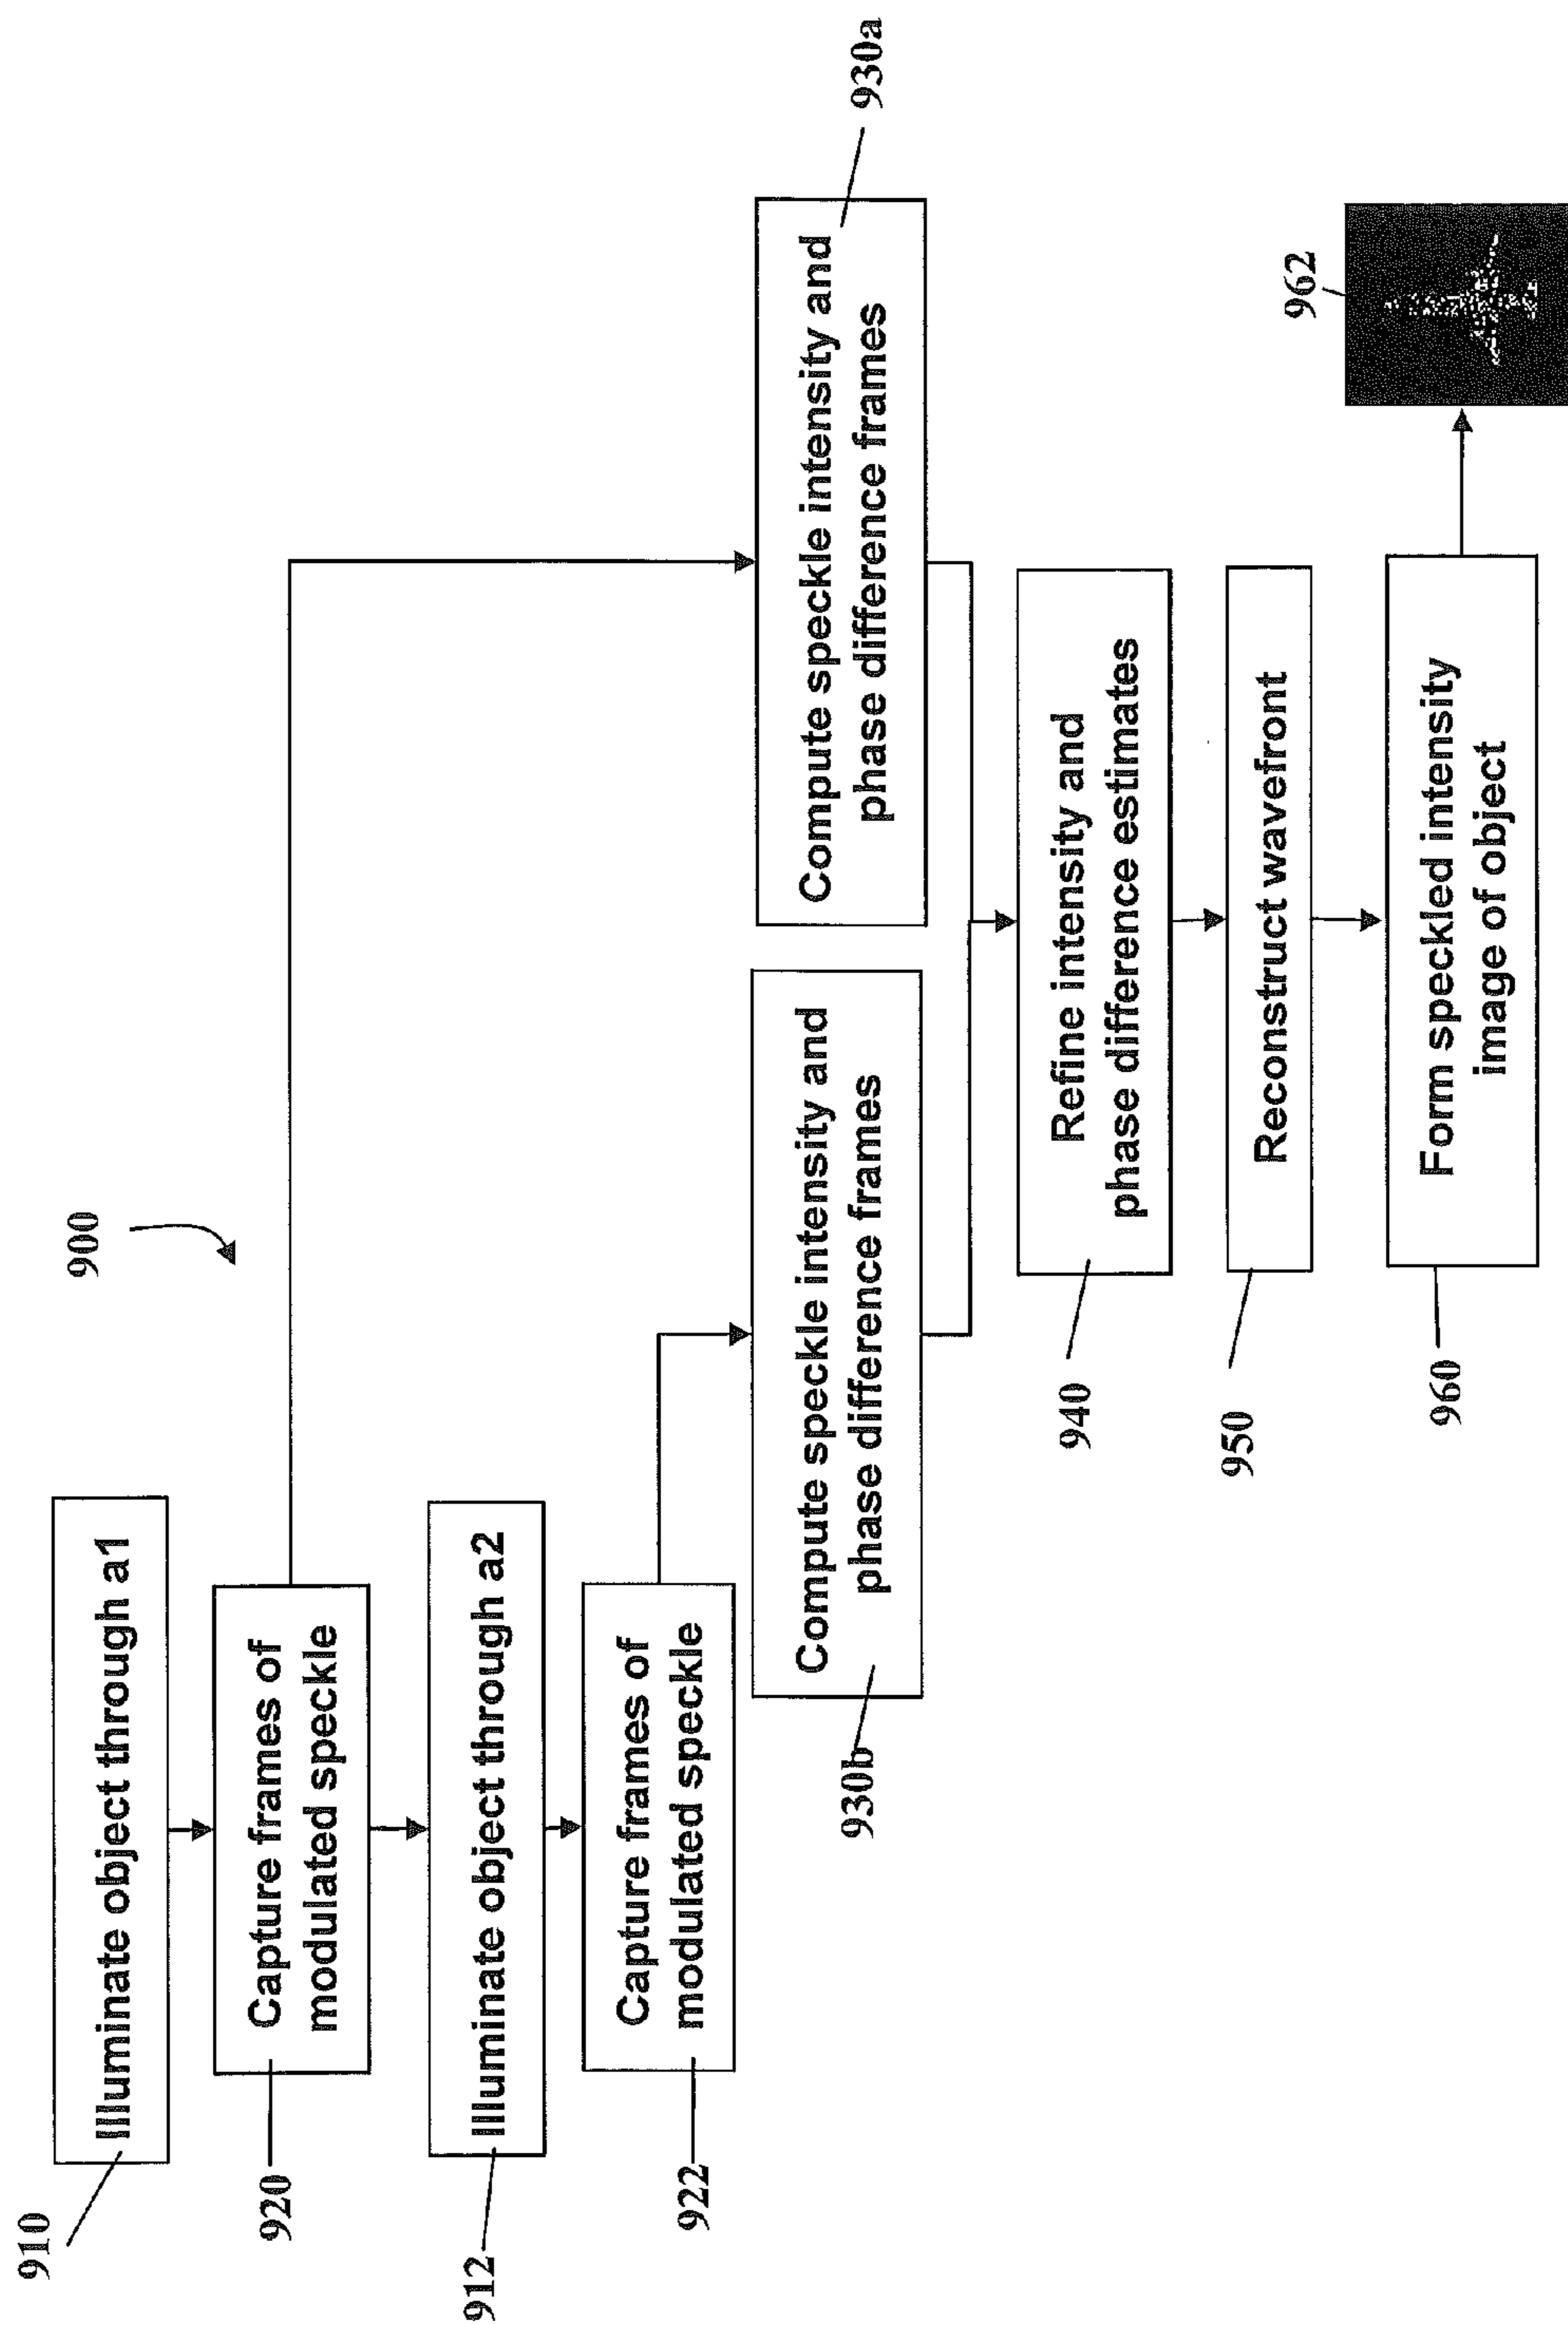 900
910
Illuminate object through a1
920
Capture frames of
modulated speckle
912
Illuminate object through a2
922
Capture frames of
modulated speckle
930b
Compute speckle intensity and
phase difference frames
930a
Compute speckle intensity and
phase difference frames
940
Refine intensity and
phase difference estimates
950
Reconstruct wavefront
960
Form speckled intensity
image of object
962